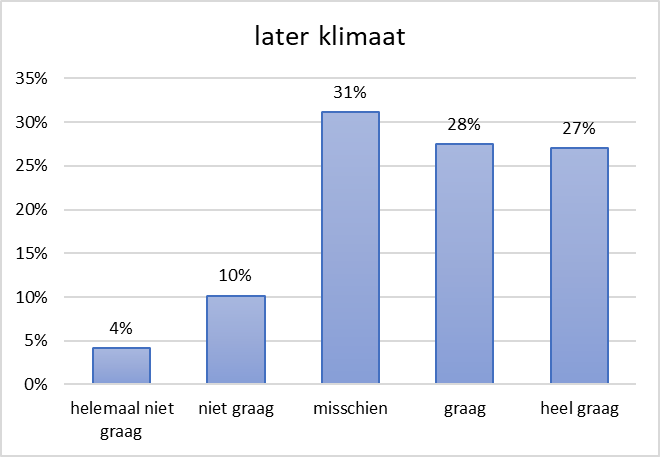 later klimaat
35%
30%
25%
20%
15%
10%
5%
0%
4%
10%
31%
28%
27%
helemaal niet
graag
niet graag
misschien
graag
heel graag